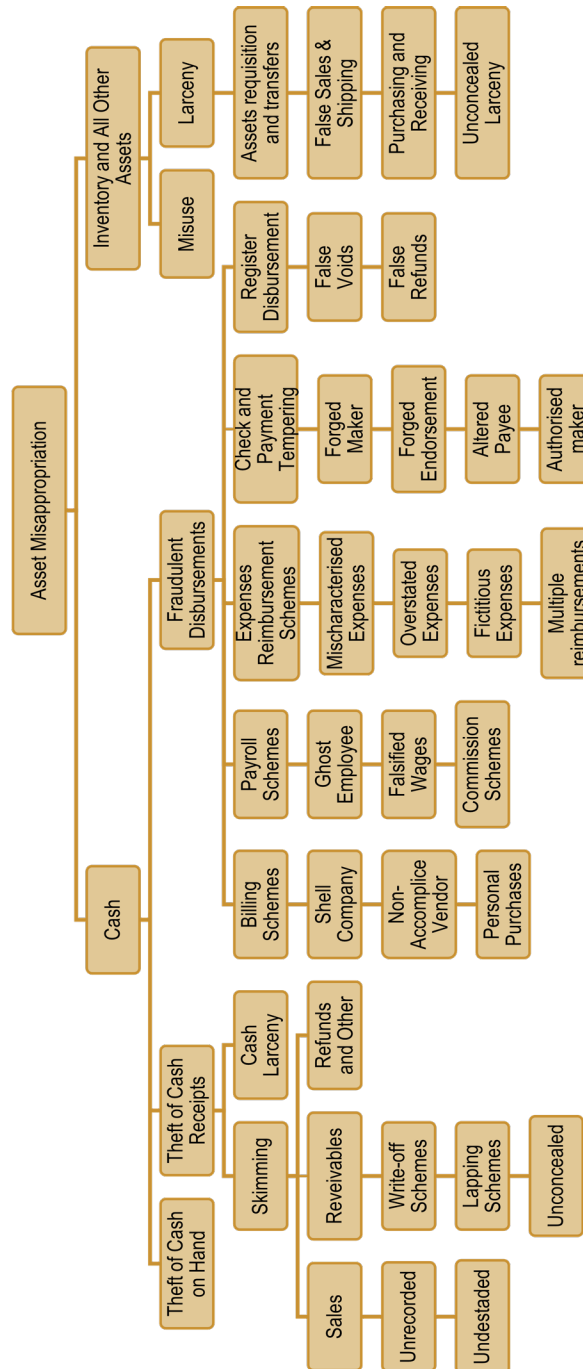 Asset Misappropriation
Cash
Inventory and All Other
Assets
Theft of Cash
on Hand
Theft of Cash
Receipts
Fraudulent
Disbursements
Misuse
Larceny
Skimming
Cash
Larceny
Billing
Schemes
Payroll
Schemes
Expenses
Reimbursement
Schemes
Check and
Payment
Tempering
Register
Disbursement
Assets requisition
and transfers
Sales
Reveivables
Refunds
and Other
Shell
Company
Ghost
Employee
Mischaracterised
Expenses
Forged
Maker
False
Voids
False Sales &
Shipping
Unrecorded
Write-off
Schemes
Non-
Accomplice
Vendor
Falsified
Wages
Overstated
Expenses
Forged
Endorsement
False
Refunds
Purchasing and
Receiving
Undestaded
Lapping
Schemes
Personal
Purchases
Commission
Schemes
Fictitious
Expenses
Altered
Payee
Unconcealed
Larceny
Unconcealed
Multiple
reimbursements
Authorised
maker